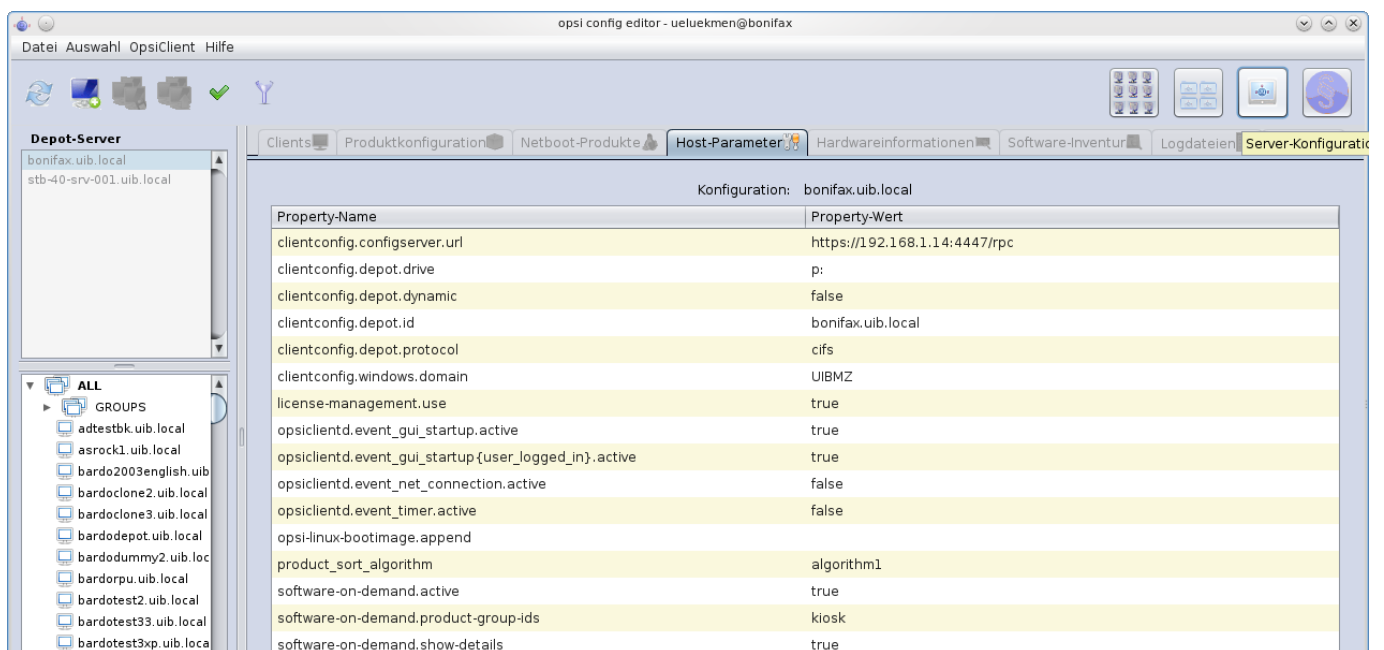 opsi config editor - ueluekmen@bonifax
Datei Auswahl OpsiClient Hilfe
Depot-Server
bonifax.uib.local
stb-40-srv-001.uib.local
ALL
GROUPS
adtestbk.uib.local
asrock1.uib.local
bardo2003english.uib
bardoclone2.uib.local
bardoclone3.uib.local
bardodepot.uib.local
bardodummy2.uib.loc
bardorpu.uib.local
bardotest2.uib.local
bardotest33.uib.local
bardotest3xp.uib.loca
Clients Produktkonfiguration Netboot-Produkte Host-Parameter Hardwareinformationen Software-Inventur Logdateien Server-Konfiguratio
Konfiguration: bonifax.uib.local
Property-Name Property-Wert
clientconfig.configserver.url https://192.168.1.14:4447/rpc
clientconfig.depot.drive p:
clientconfig.depot.dynamic false
clientconfig.depot.id bonifax.uib.local
clientconfig.depot.protocol cifs
clientconfig.windows.domain UIBMZ
license-management.use true
opsiclientd.event_gui_startup.active true
opsiclientd.event_gui_startup{user_logged_in}.active true
opsiclientd.event_net_connection.active false
opsiclientd.event_timer.active false
opsi-linux-bootimage.append
product_sort_algorithm algorithm1
software-on-demand.active true
software-on-demand.product-group-ids kiosk
software-on-demand.show-details true